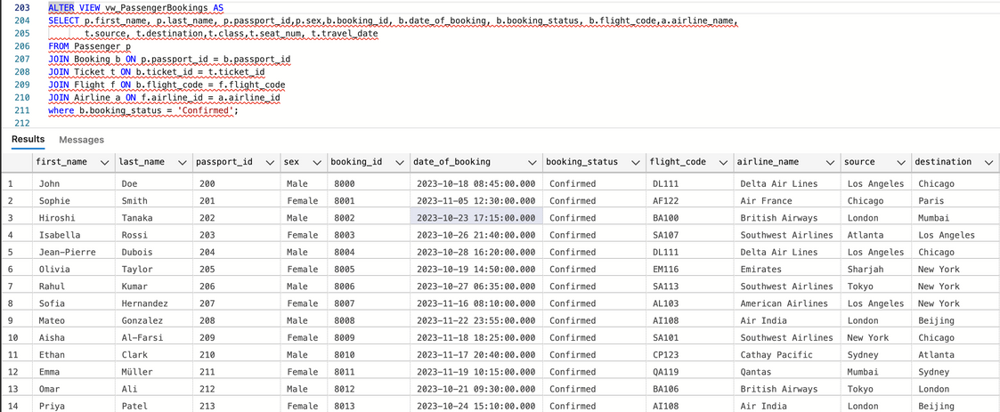 203 ALTER VIEW vw_PassengerBookings AS
204 SELECT p.first_name, p.last_name, p.passport_id,p.sex,b.booking_id, b.date_of_booking, b.booking_status, b.flight_code,a.airline_name,
205 t.source, t.destination,t.class,t.seat_num, t.travel_date
206 FROM Passenger p
207 JOIN Booking b ON p.passport_id = b.passport_id
208 JOIN Ticket t ON b.ticket_id = t.ticket_id
209 JOIN Flight f ON b.flight_code = f.flight_code
210 JOIN Airline a ON f.airline_id = a.airline_id
211 where b.booking_status = 'Confirmed';
212
Results Messages
first_name last_name passport_id sex booking_id date_of_booking booking_status flight_code airline_name source destination
1 John Doe 200 Male 8000 2023-10-18 08:45:00.000 Confirmed DL111 Delta Air Lines Los Angeles Chicago
2 Sophie Smith 201 Female 8001 2023-11-05 12:30:00.000 Confirmed AF122 Air France Chicago Paris
3 Hiroshi Tanaka 202 Male 8002 2023-10-23 17:15:00.000 Confirmed BA100 British Airways London Mumbai
4 Isabella Rossi 203 Female 8003 2023-10-26 21:40:00.000 Confirmed SA107 Southwest Airlines Atlanta Los Angeles
5 Jean-Pierre Dubois 204 Male 8004 2023-10-28 16:20:00.000 Confirmed DL111 Delta Air Lines Los Angeles Chicago
6 Olivia Taylor 205 Female 8005 2023-10-19 14:50:00.000 Confirmed EM116 Emirates Sharjah New York
7 Rahul Kumar 206 Male 8006 2023-10-27 06:35:00.000 Confirmed SA113 Southwest Airlines Tokyo New York
8 Sofia Hernandez 207 Female 8007 2023-11-16 08:10:00.000 Confirmed AL103 American Airlines Los Angeles New York
9 Mateo Gonzalez 208 Male 8008 2023-11-22 23:55:00.000 Confirmed AI108 Air India London Beijing
10 Aisha Al-Farsi 209 Female 8009 2023-11-18 18:25:00.000 Confirmed SA101 Southwest Airlines New York Chicago
11 Ethan Clark 210 Male 8010 2023-11-17 20:40:00.000 Confirmed CP123 Cathay Pacific Sydney Atlanta
12 Emma Müller 211 Female 8011 2023-11-19 10:15:00.000 Confirmed QA119 Qantas Mumbai Sydney
13 Omar Ali 212 Male 8012 2023-10-21 09:30:00.000 Confirmed BA106 British Airways Tokyo London
14 Priya Patel 213 Female 8013 2023-10-24 15:10:00.000 Confirmed AI108 Air India London Beijing